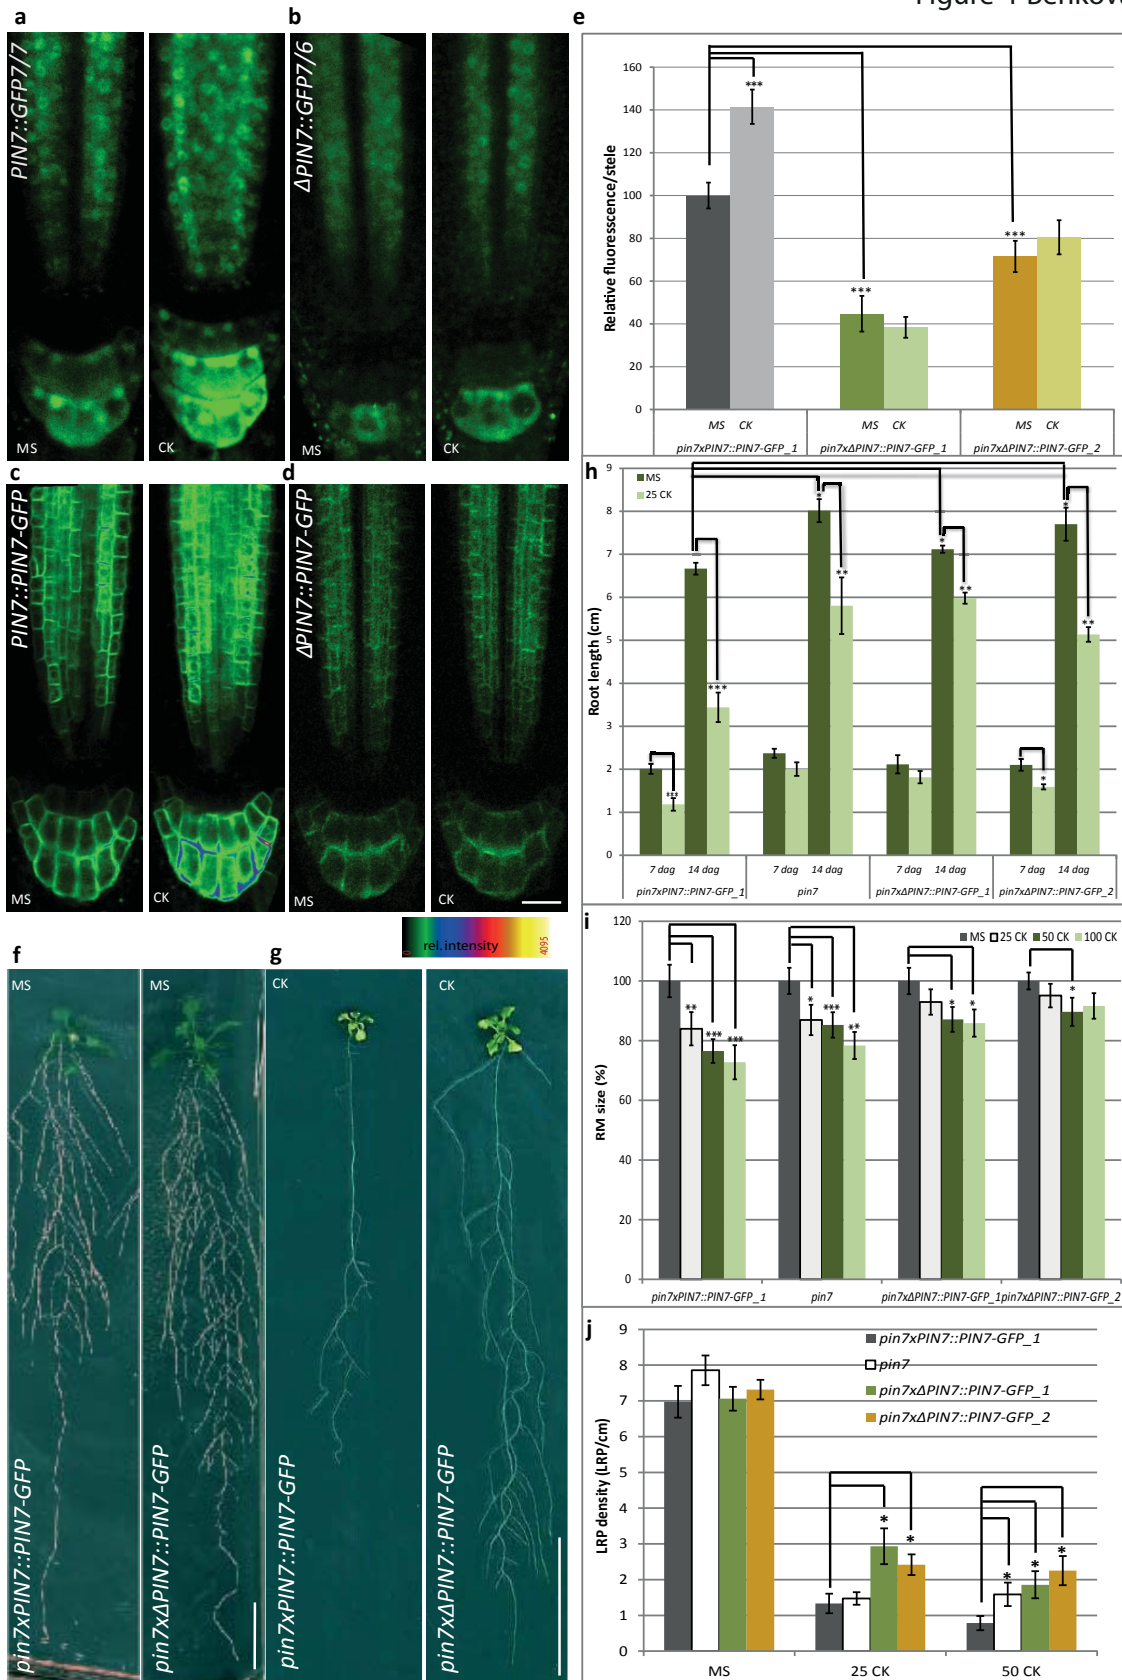 Figure 4 Benková
a
b
PIN7::GFP7/7
ΔPIN7::GFP7/6
MS
CK
MS
CK
c
d
PIN7::PIN7-GFP
ΔPIN7::PIN7-GFP
MS
CK
MS
CK
0
rel. intensity
4095
e
160
140
120
100
80
60
40
20
0
Relative fluorescence/stele
***
***
***
MS CK
MS CK
MS CK
pin7xPIN7::PIN7-GFP_1
pin7xΔPIN7::PIN7-GFP_1
pin7xΔPIN7::PIN7-GFP_2
f
g
MS
MS
CK
CK
pin7xPIN7::PIN7-GFP
pin7xΔPIN7::PIN7-GFP
pin7xPIN7::PIN7-GFP
pin7xΔPIN7::PIN7-GFP
h
MS
25 CK
9
8
7
6
5
4
3
2
1
0
Root length (cm)
***
***
*
**
*
**
*
*
**
7 dag 14 dag
7 dag 14 dag
7 dag 14 dag
7 dag 14 dag
pin7xPIN7::PIN7-GFP_1
pin7
pin7xΔPIN7::PIN7-GFP_1
pin7xΔPIN7::PIN7-GFP_2
i
MS 25 CK 50 CK 100 CK
120
100
80
60
40
20
0
RM size (%)
**
***
***
*
***
**
*
*
*
pin7xPIN7::PIN7-GFP_1
pin7
pin7xΔPIN7::PIN7-GFP_1
pin7xΔPIN7::PIN7-GFP_2
j
pin7xPIN7::PIN7-GFP_1
pin7
pin7xΔPIN7::PIN7-GFP_1
pin7xΔPIN7::PIN7-GFP_2
9
8
7
6
5
4
3
2
1
0
LRP density (LRP/cm)
*
*
*
*
*
MS
25 CK
50 CK